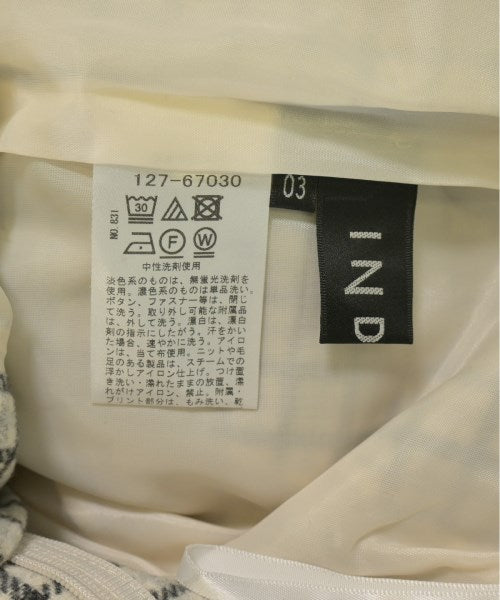 127-67030
NO.831
30
F
W
中性洗剤使用
淡色系のものは、無蛍光洗剤を
使用。濃色系のものは単品洗い。
ボタン、ファスナー等は、閉じ
て洗う。取り外し可能な付属品
は、外して洗う。漂白は、漂白
剤の指示にしたがう。汗をかい
た場合、速やかに洗う。アイロ
ンは、当て布使用。ニットや毛
足のある製品は、スチームでの
浮かしアイロン仕上げ。つけ置
き洗い・濡れたままの放置、濡
れがけアイロン、禁止。附属・
プリント部分は、もみ洗い、乾
03
IND